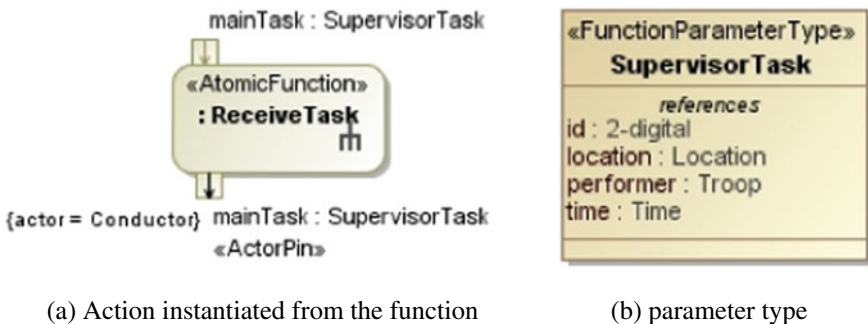 mainTask : SupervisorTask
«AtomicFunction»
: ReceiveTask
{actor = Conductor} mainTask : SupervisorTask
«ActorPin»
(a) Action instantiated from the function
«FunctionParameterType»
SupervisorTask
references
id : 2-digital
location : Location
performer : Troop
time : Time
(b) parameter type